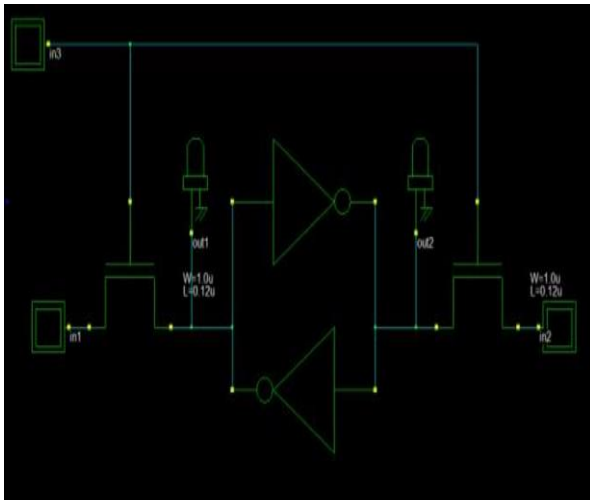 in3
out1
out2
W=1.0u
L=0.12u
W=1.0u
L=0.12u
in1
in2